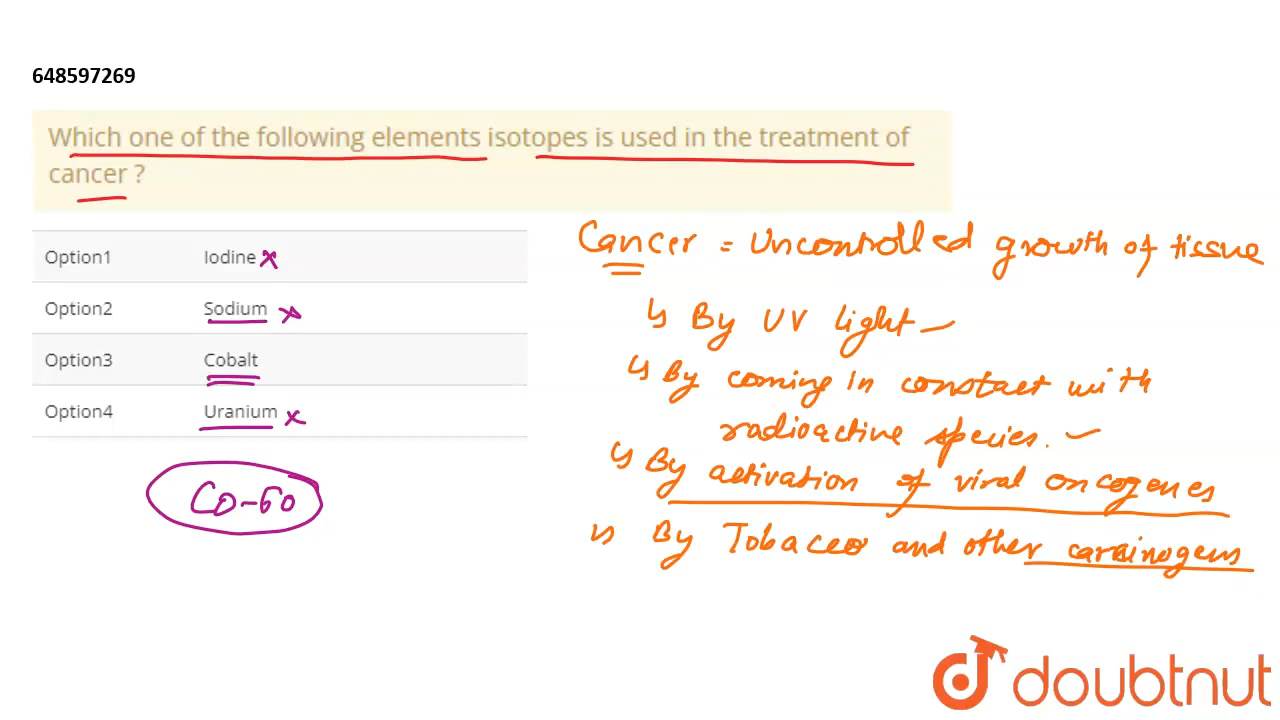 648597269
Which one of the following elements isotopes is used in the treatment of
cancer ?
Option1 Iodine x
Option2 Sodium x
Option3 Cobalt
Option4 Uranium x
CO-60
Cancer = Uncontrolled growth of tissue
↳ By UV light
↳ By coming in constact with
radioactive species.
↳ By activation of viral oncogenes
↳ By Tobacco and other carcinogens
doubtnut